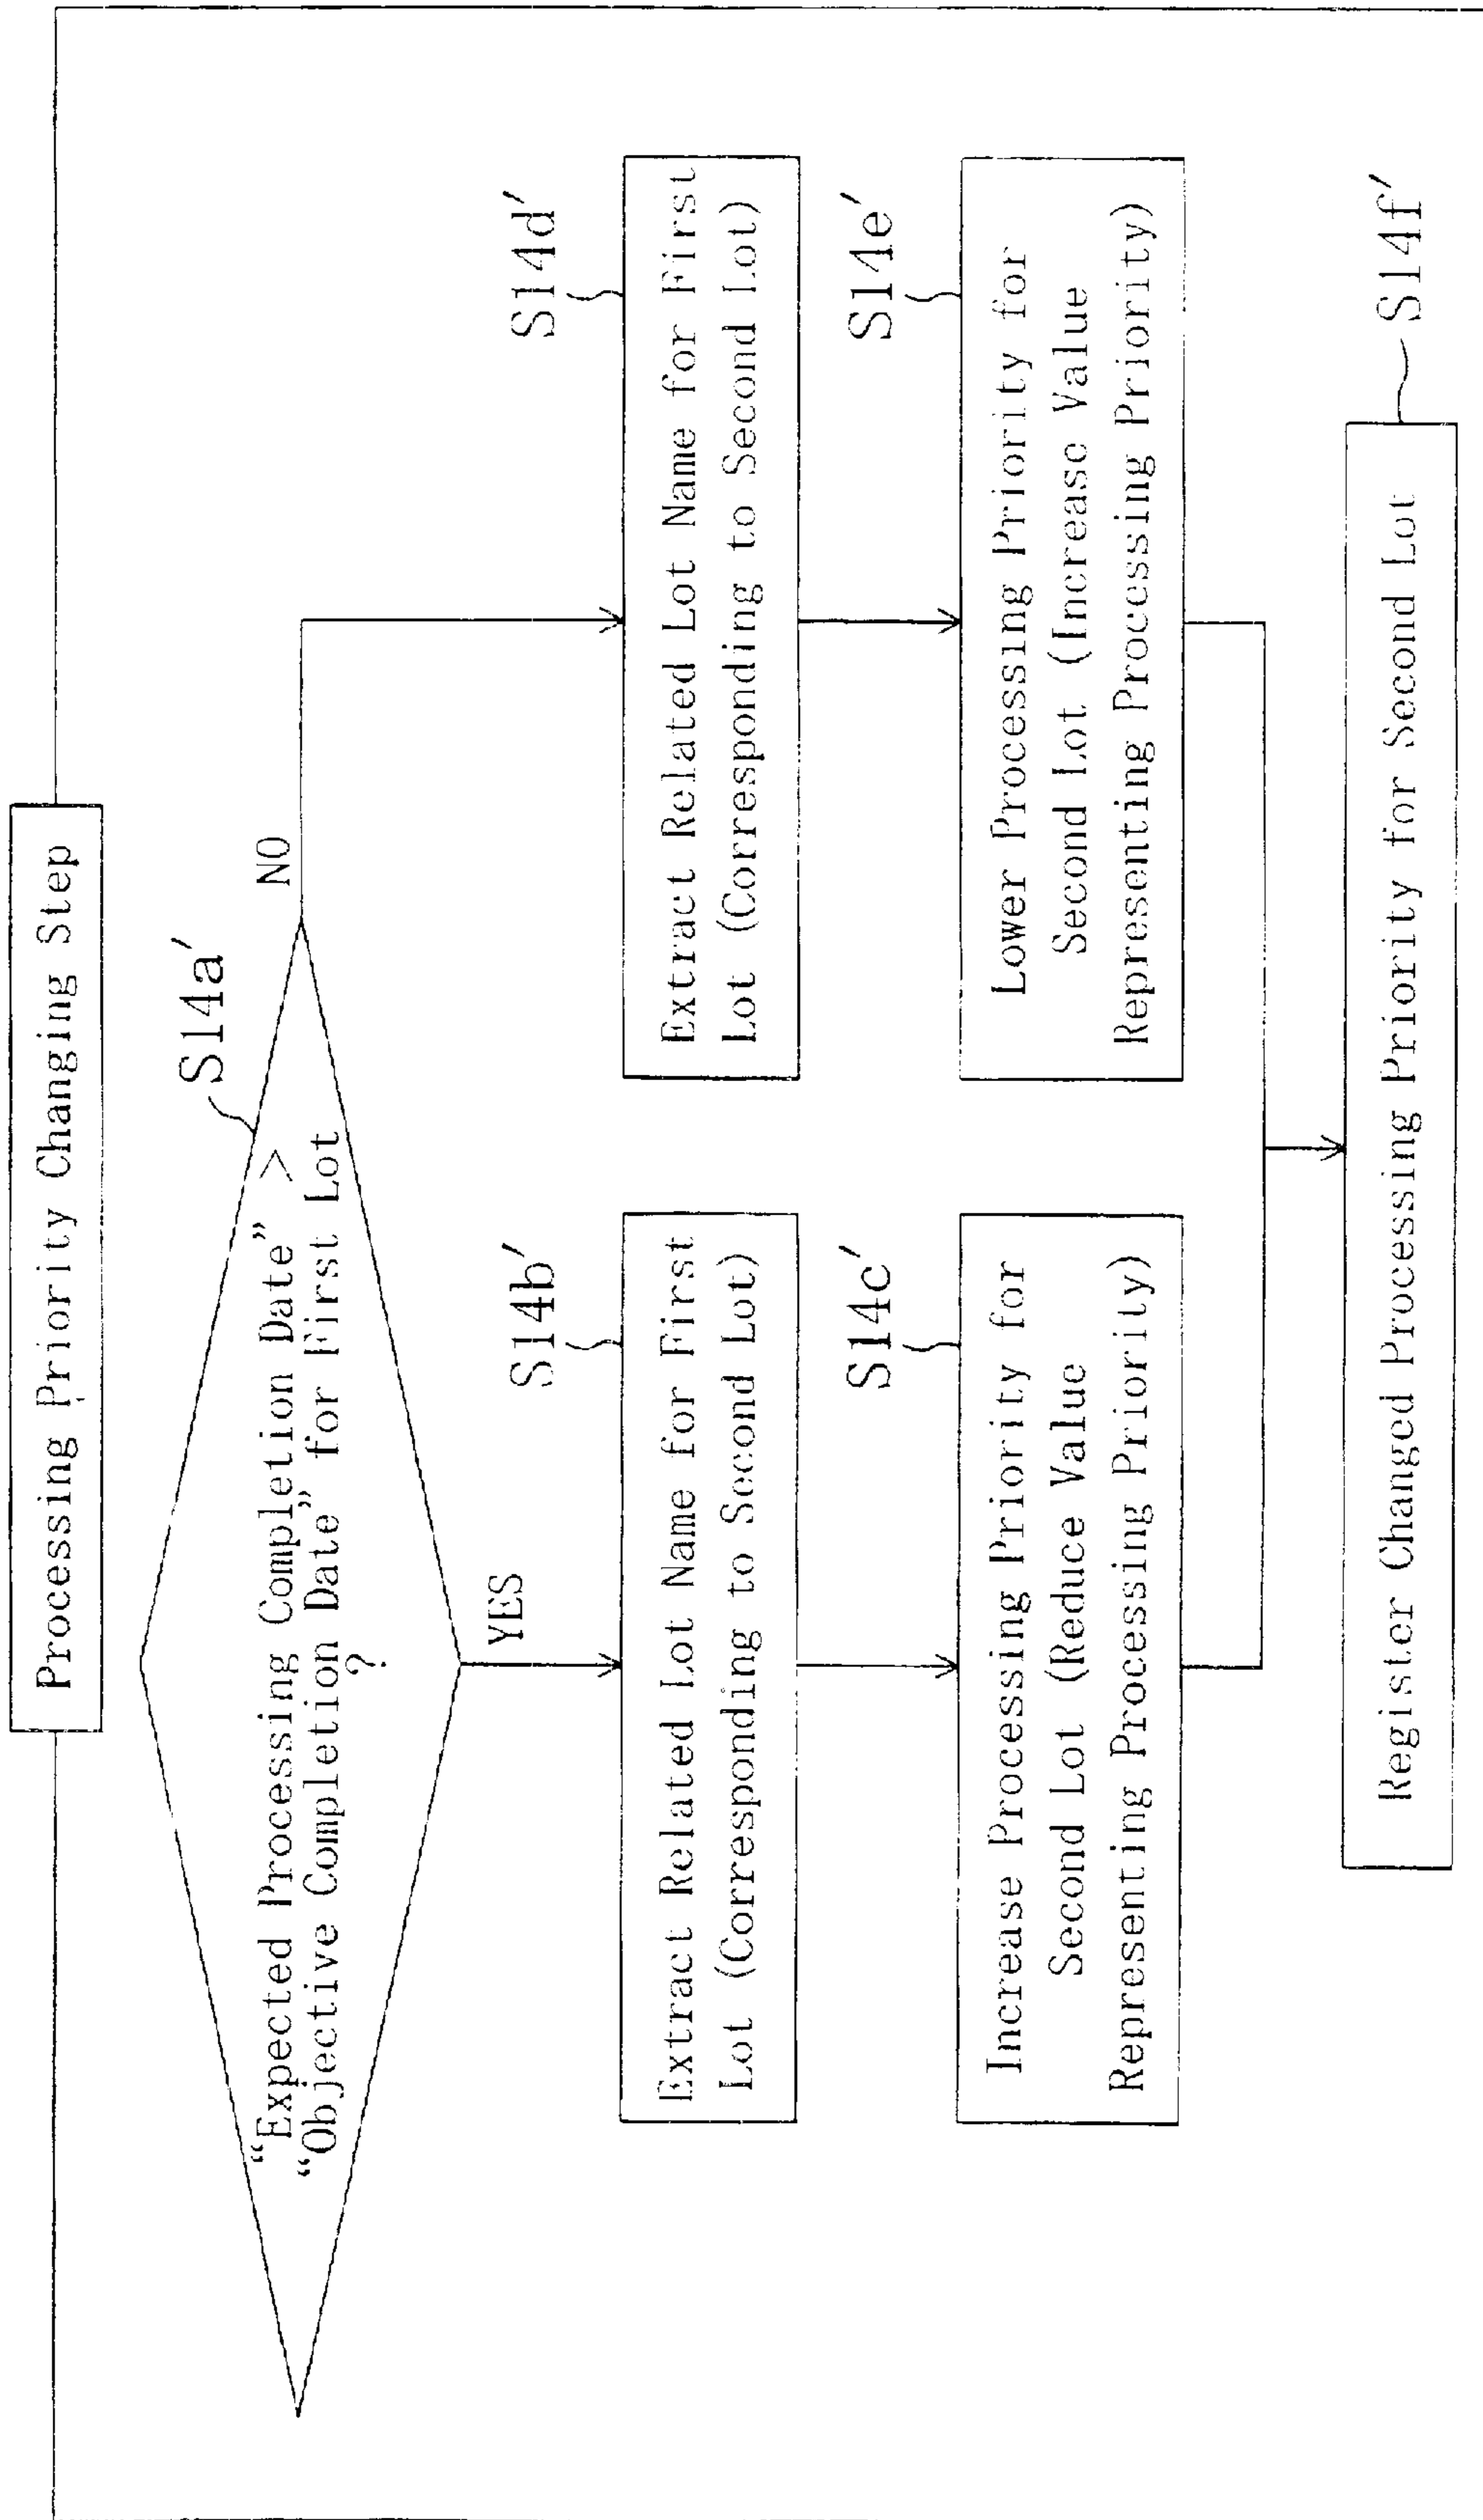 Processing Priority Changing Step
S14a′
“Expected Processing Completion Date” >
“Objective Completion Date” for First Lot
?
NO
YES
S14b′
Extract Related Lot Name for First
Lot (Corresponding to Second Lot)
S14d′
Extract Related Lot Name for First
Lot (Corresponding to Second Lot)
S14c′
Increase Processing Priority for
Second Lot (Reduce Value
Representing Processing Priority)
S14e′
Lower Processing Priority for
Second Lot (Increase Value
Representing Processing Priority)
Register Changed Processing Priority for Second Lot
S14f′